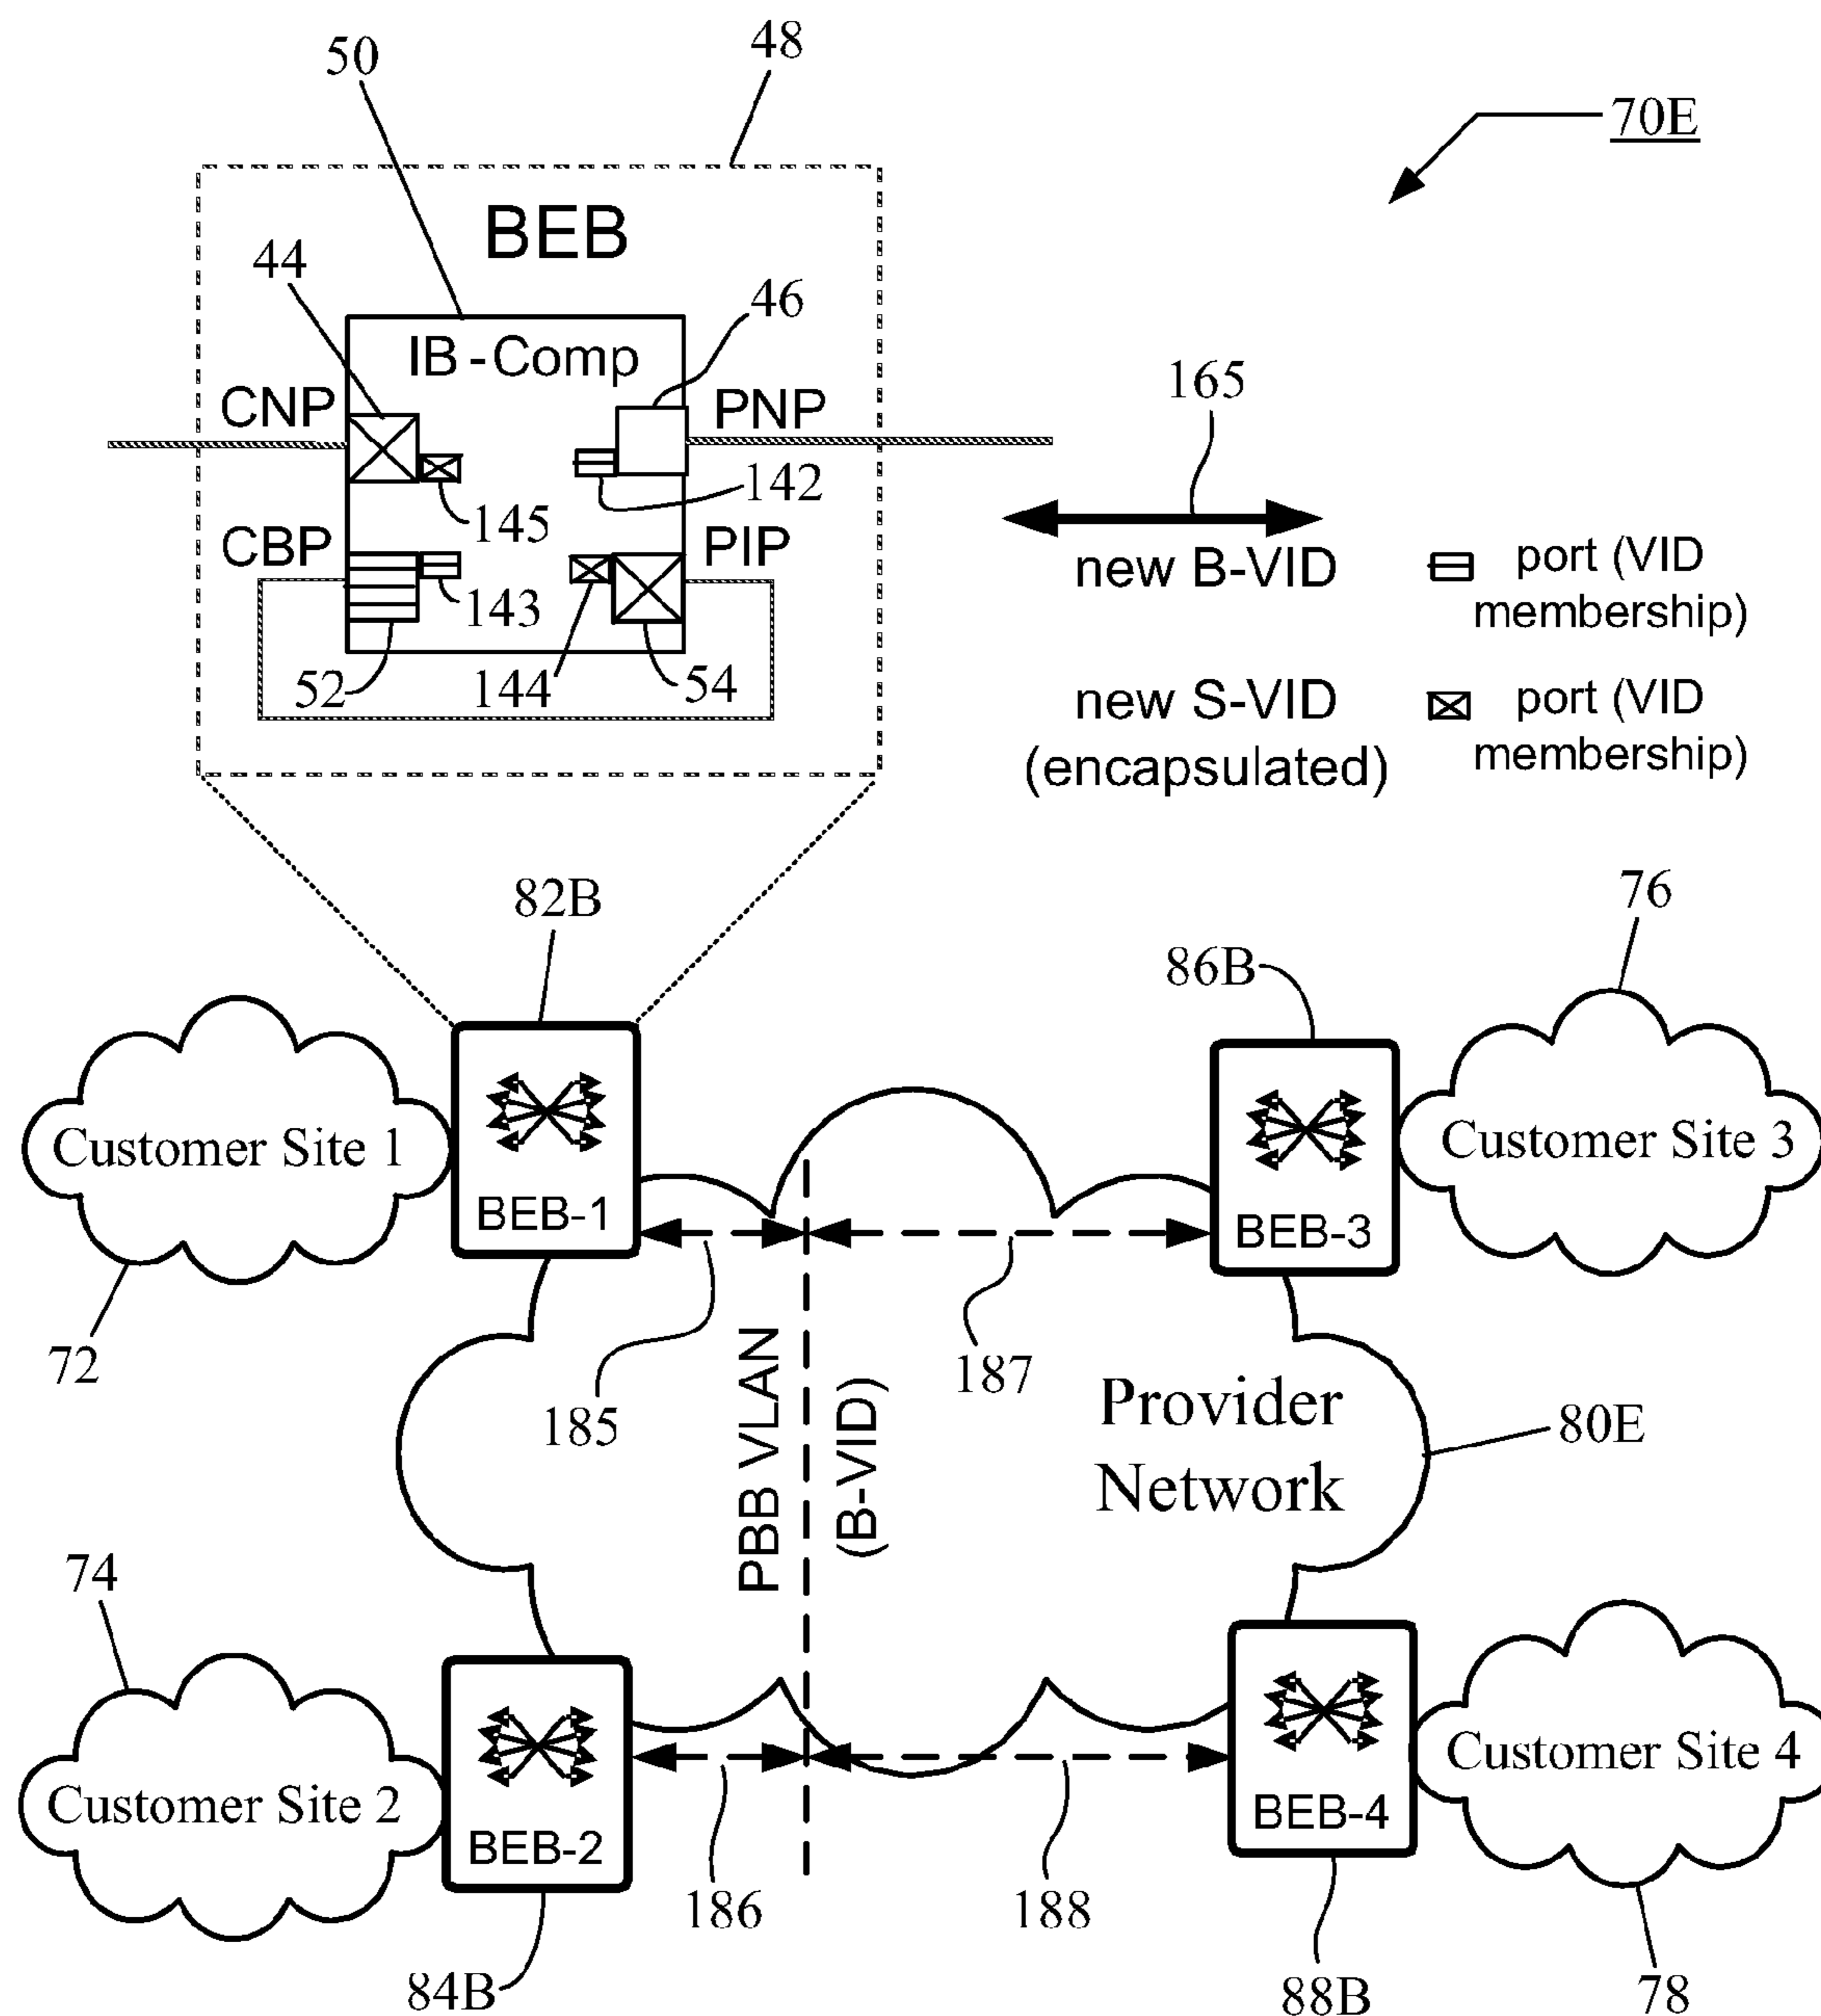 48
50
70E
BEB
44
46
IB-Comp
165
CNP
PNP
142
145
CBP
PIP
new B-VID
port (VID
membership)
143
52
144
54
new S-VID
(encapsulated)
port (VID
membership)
82B
76
86B
Customer Site 1
Customer Site 3
BEB-1
BEB-3
72
185
187
PBB VLAN
(B-VID)
Provider
Network
80E
74
Customer Site 2
Customer Site 4
BEB-2
BEB-4
186
188
84B
88B
78